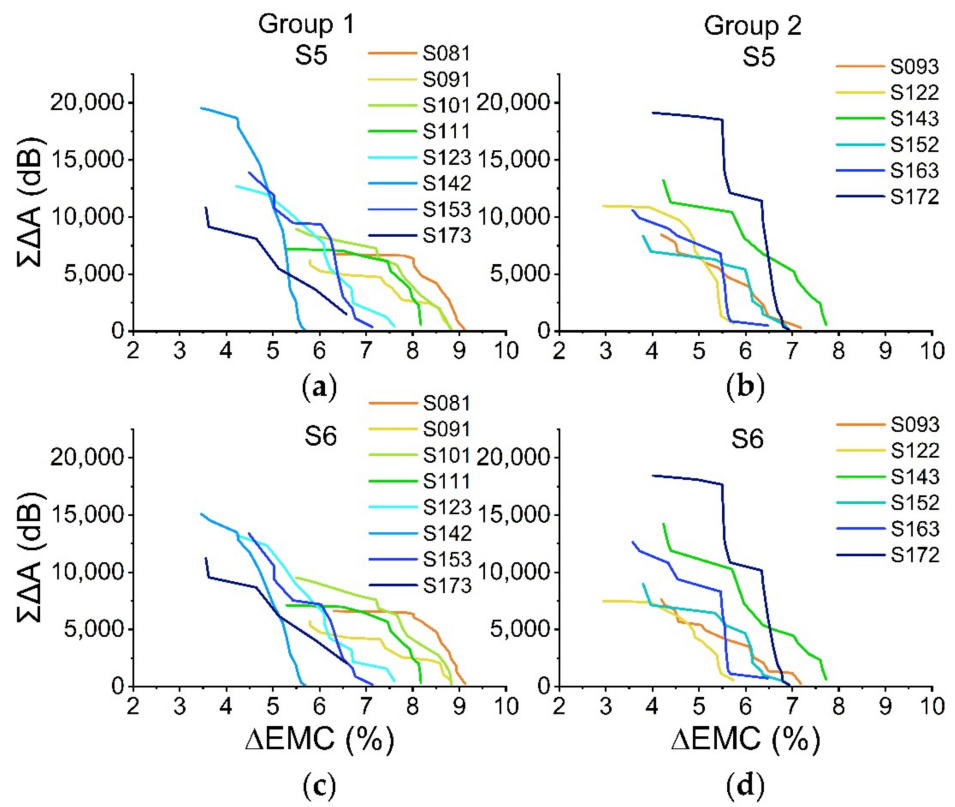 Group 1
S5
S081
S091
S101
S111
S123
S142
S153
S173
ΣΔA (dB)
20,000
15,000
10,000
5,000
0
2 3 4 5 6 7 8 9 10
(a)
Group 2
S5
S093
S122
S143
S152
S163
S172
20,000
15,000
10,000
5,000
0
2 3 4 5 6 7 8 9 10
(b)
S6
S081
S091
S101
S111
S123
S142
S153
S173
ΣΔA (dB)
20,000
15,000
10,000
5,000
0
2 3 4 5 6 7 8 9 10
ΔEMC (%)
(c)
S6
S093
S122
S143
S152
S163
S172
20,000
15,000
10,000
5,000
0
2 3 4 5 6 7 8 9 10
ΔEMC (%)
(d)